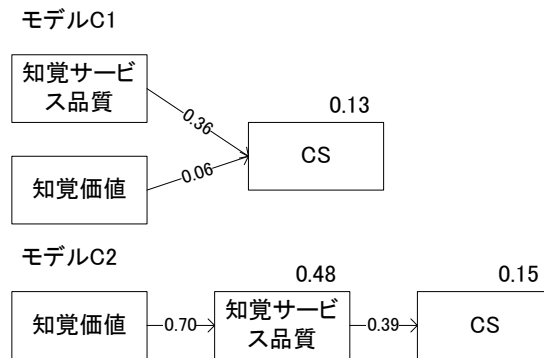 モデルC1
知覚サービ
ス品質
0.13
0.36
CS
0.06
知覚価値
モデルC2
0.48
0.15
知覚価値
0.70
知覚サービ
ス品質
0.39
CS